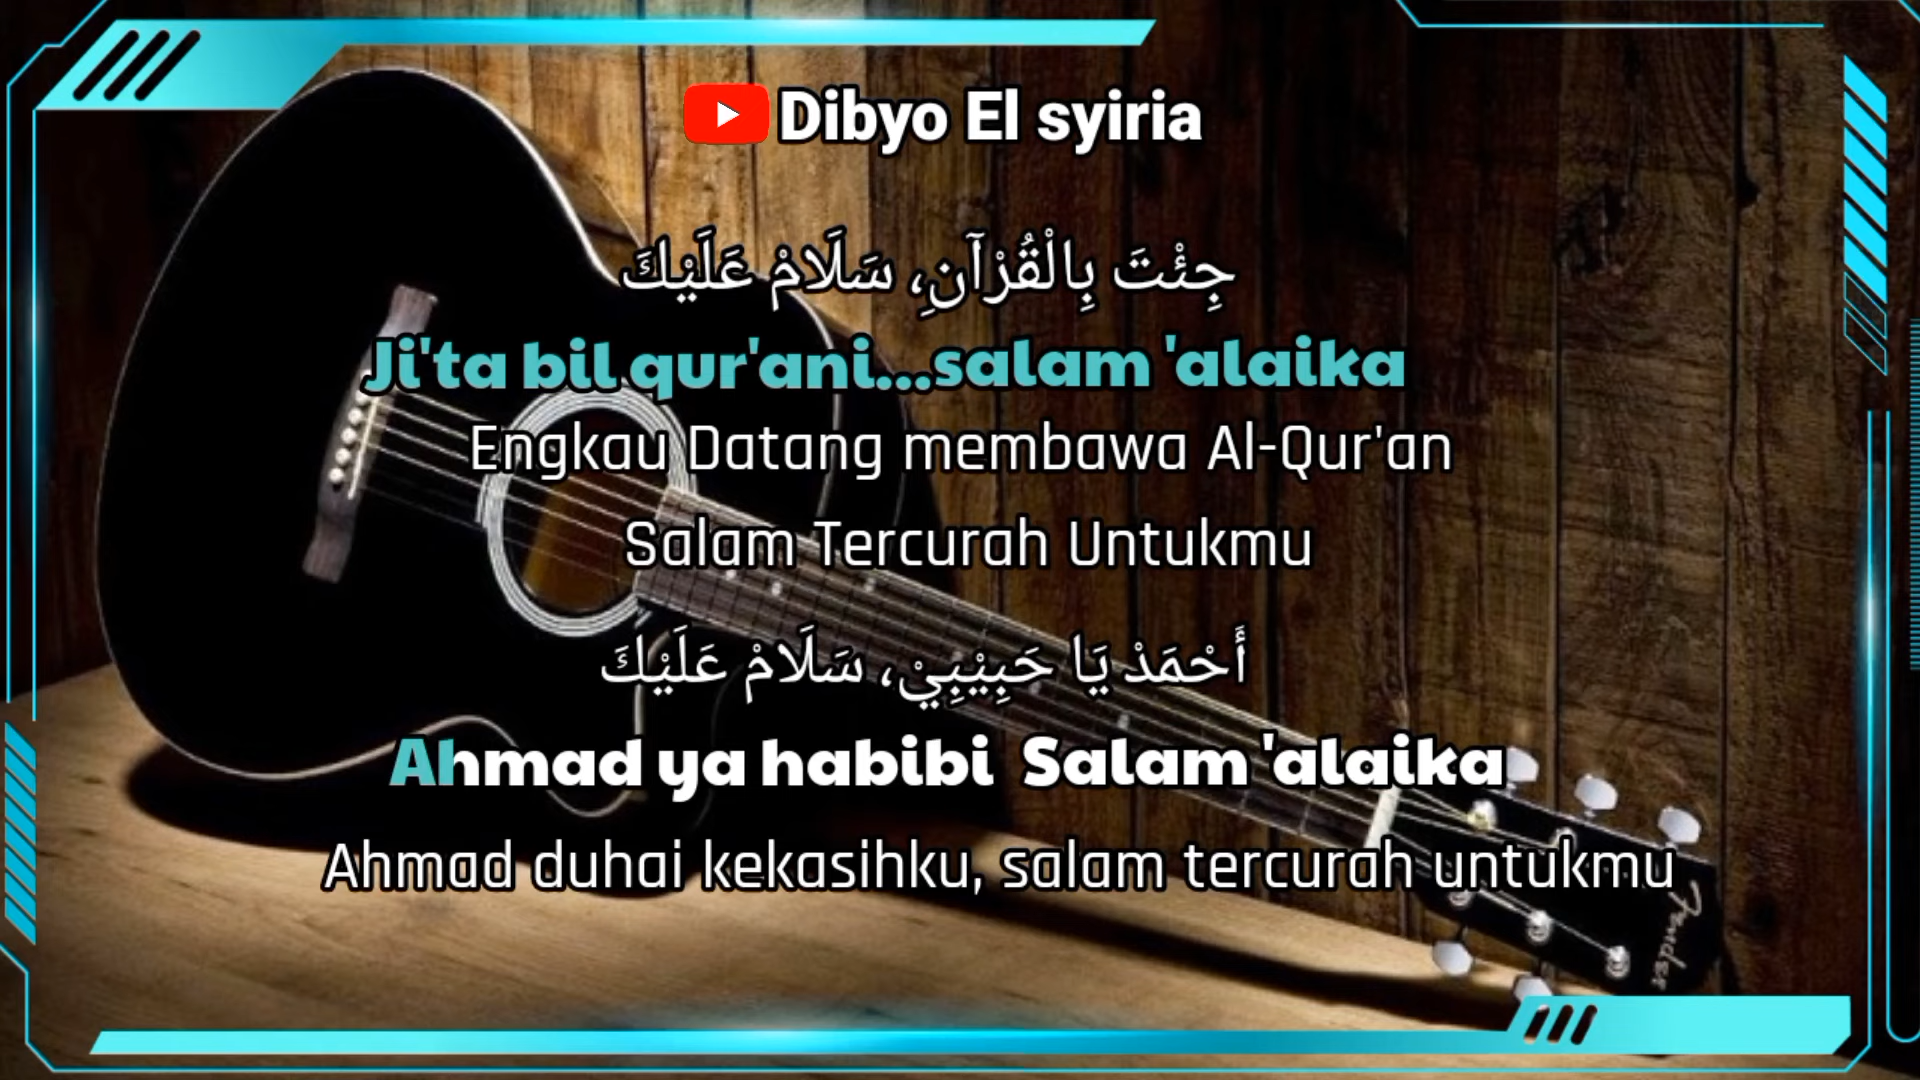 Dibyo El syiria
جِئْتَ بِالْقُرْآنِ، سَلَامْ عَلَيْكَ
Ji'ta bil qur'ani...salam 'alaika
Engkau Datang membawa Al-Qur'an
Salam Tercurah Untukmu
أَحْمَدْ يَا حَبِيْبِيْ، سَلَامْ عَلَيْكَ
Ahmad ya habibi Salam 'alaika
Ahmad duhai kekasihku, salam tercurah untukmu
Fender